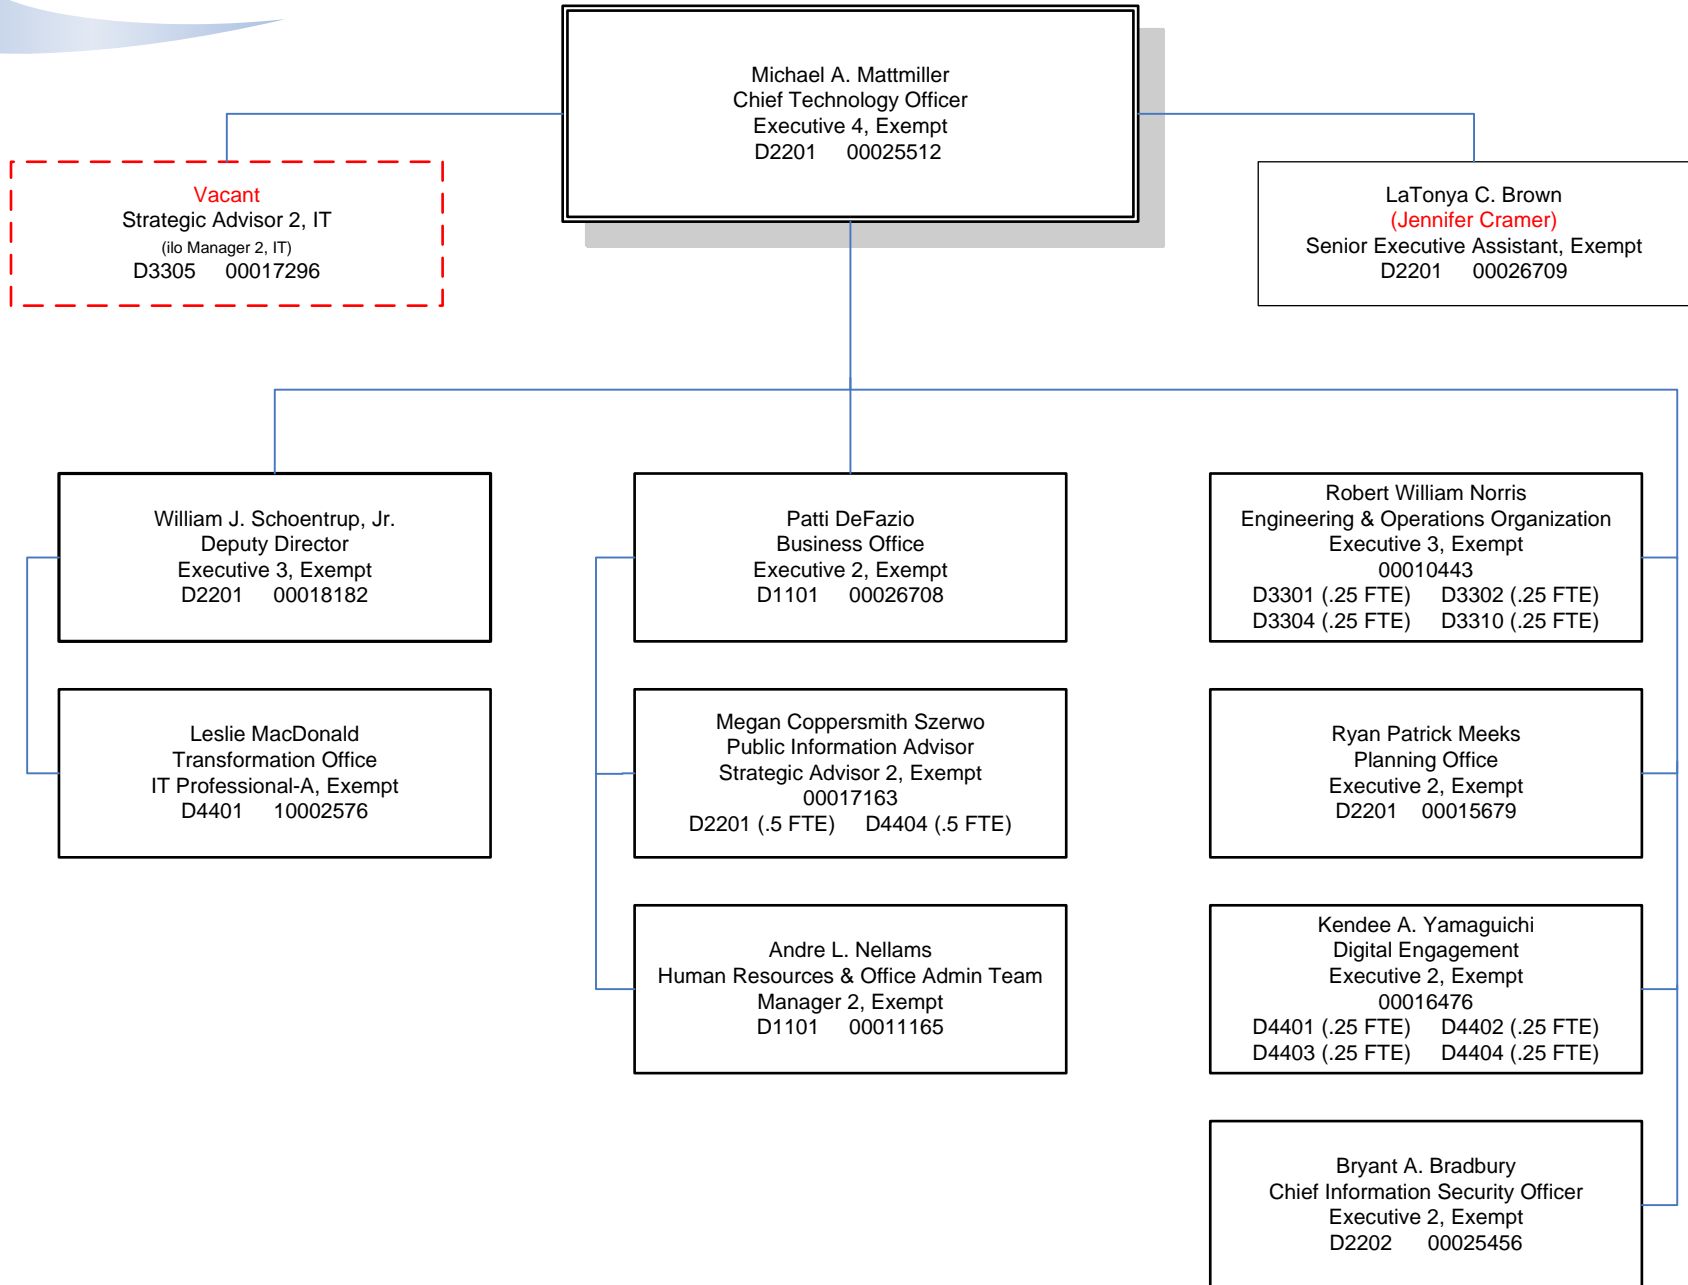 Michael A. Mattmiller
Chief Technology Officer
Executive 4, Exempt
D2201 00025512
Vacant
Strategic Advisor 2, IT
(ilo Manager 2, IT)
D3305 00017296
LaTonya C. Brown
(Jennifer Cramer)
Senior Executive Assistant, Exempt
D2201 00026709
William J. Schoentrup, Jr.
Deputy Director
Executive 3, Exempt
D2201 00018182
Leslie MacDonald
Transformation Office
IT Professional-A, Exempt
D4401 10002576
Patti DeFazio
Business Office
Executive 2, Exempt
D1101 00026708
Megan Coppersmith Szerwo
Public Information Advisor
Strategic Advisor 2, Exempt
00017163
D2201 (.5 FTE) D4404 (.5 FTE)
Andre L. Nellams
Human Resources & Office Admin Team
Manager 2, Exempt
D1101 00011165
Robert William Norris
Engineering & Operations Organization
Executive 3, Exempt
00010443
D3301 (.25 FTE) D3302 (.25 FTE)
D3304 (.25 FTE) D3310 (.25 FTE)
Ryan Patrick Meeks
Planning Office
Executive 2, Exempt
D2201 00015679
Kendee A. Yamaguichi
Digital Engagement
Executive 2, Exempt
00016476
D4401 (.25 FTE) D4402 (.25 FTE)
D4403 (.25 FTE) D4404 (.25 FTE)
Bryant A. Bradbury
Chief Information Security Officer
Executive 2, Exempt
D2202 00025456